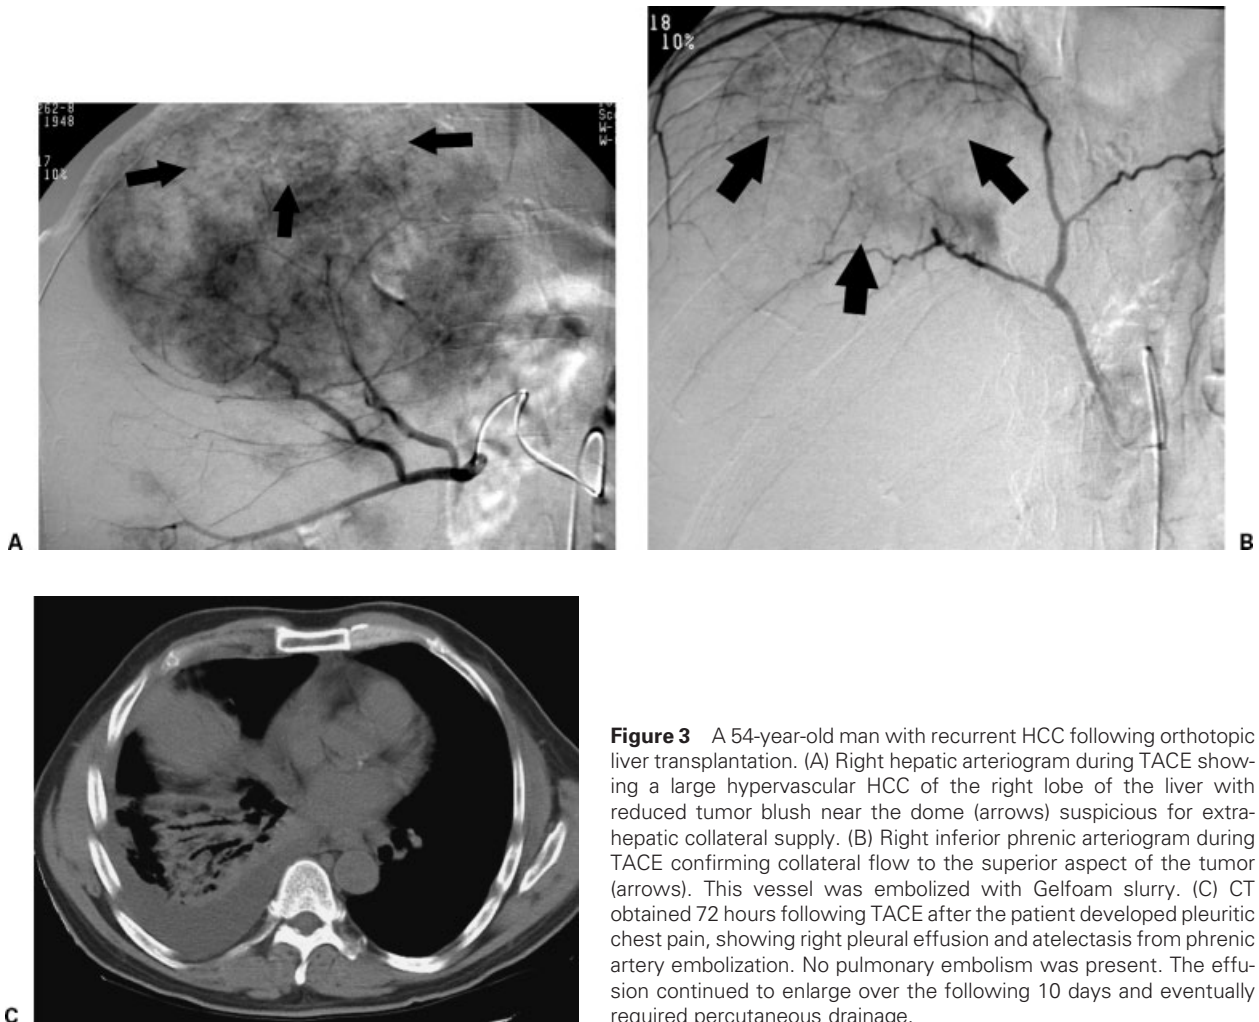 262-8
1948
17
10%
18
10%
A
B
C
Figure 3 A 54-year-old man with recurrent HCC following orthotopic
liver transplantation. (A) Right hepatic arteriogram during TACE show-
ing a large hypervascular HCC of the right lobe of the liver with
reduced tumor blush near the dome (arrows) suspicious for extra-
hepatic collateral supply. (B) Right inferior phrenic arteriogram during
TACE confirming collateral flow to the superior aspect of the tumor
(arrows). This vessel was embolized with Gelfoam slurry. (C) CT
obtained 72 hours following TACE after the patient developed pleuritic
chest pain, showing right pleural effusion and atelectasis from phrenic
artery embolization. No pulmonary embolism was present. The effu-
sion continued to enlarge over the following 10 days and eventually
required percutaneous drainage.